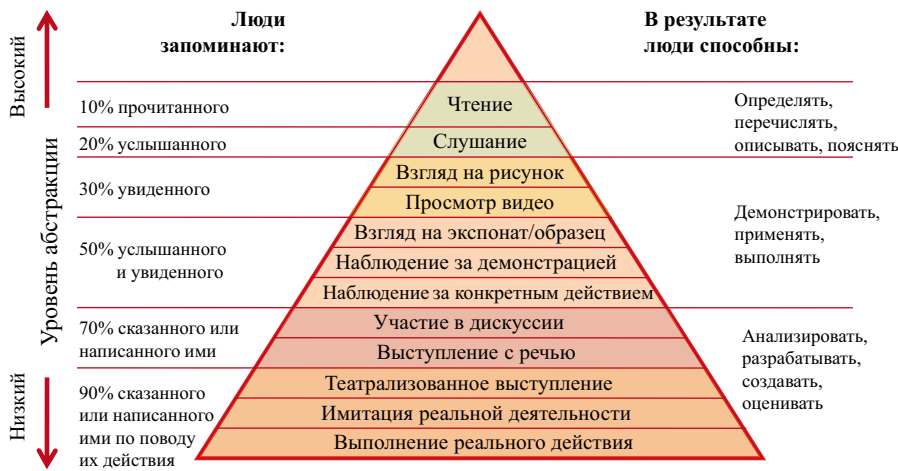 Люди
запоминают:
В результате
люди способны:
Высокий
Уровень абстракции
Низкий
10% прочитанного
20% услышанного
30% увиденного
50% услышанного
и увиденного
70% сказанного или
написанного ими
90% сказанного
или написанного
ими по поводу
их действия
Чтение
Слушание
Взгляд на рисунок
Просмотр видео
Взгляд на экспонат/образец
Наблюдение за демонстрацией
Наблюдение за конкретным действием
Участие в дискуссии
Выступление с речью
Театрализованное выступление
Имитация реальной деятельности
Выполнение реального действия
Определять,
перечислять,
описывать, пояснять
Демонстрировать,
применять,
выполнять
Анализировать,
разрабатывать,
создавать,
оценивать